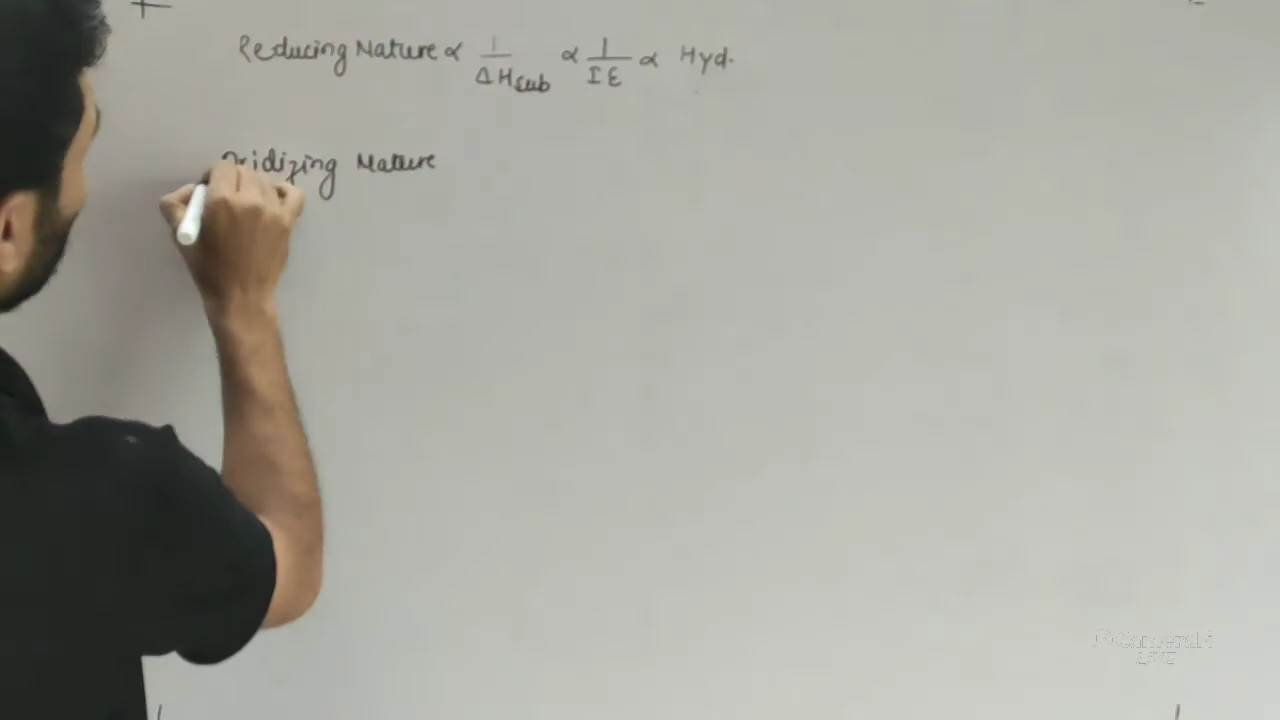 Reducing Nature ∝ 1/ΔHsub ∝ 1/IE ∝ Hyd.
Oxidizing Nature